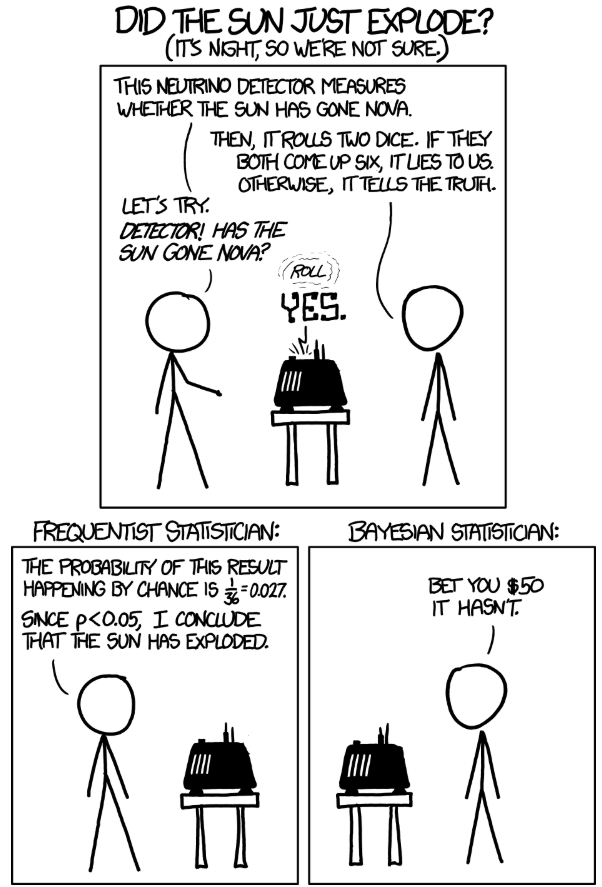 DID THE SUN JUST EXPLODE?
(IT'S NIGHT, SO WE'RE NOT SURE.)
THIS NEUTRINO DETECTOR MEASURES
WHETHER THE SUN HAS GONE NOVA.
THEN, IT ROLLS TWO DICE. IF THEY
BOTH COME UP SIX, IT LIES TO US.
OTHERWISE, IT TELLS THE TRUTH.
LET'S TRY.
DETECTOR! HAS THE
SUN GONE NOVA?
ROLL
YES.
FREQUENTIST STATISTICIAN:
THE PROBABILITY OF THIS RESULT
HAPPENING BY CHANCE IS 1/36=0.027.
SINCE p<0.05, I CONCLUDE
THAT THE SUN HAS EXPLODED.
BAYESIAN STATISTICIAN:
BET YOU $50
IT HASN'T.